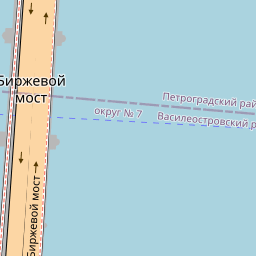 Биржевой
мост
Петроградский рай
округ № 7
Василеостровский р
Биржевой мост